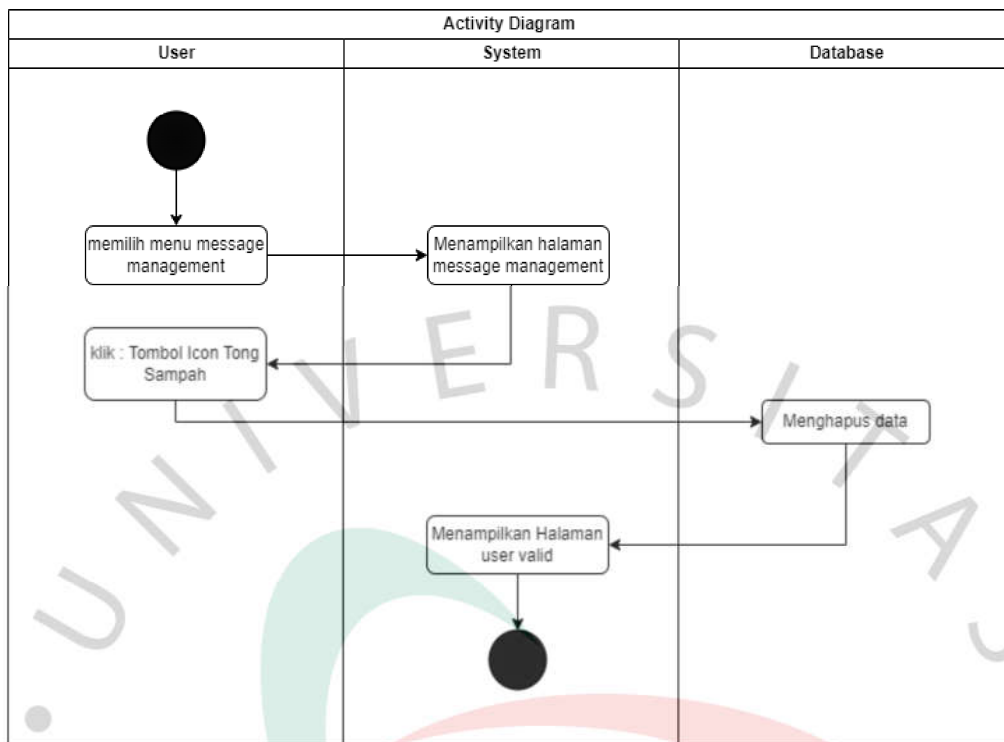 Activity Diagram
User
System
Database
memilih menu message
management
Menampilkan halaman
message management
klik : Tombol Icon Tong
Sampah
Menghapus data
Menampilkan Halaman
user valid
UNIVERSITAS